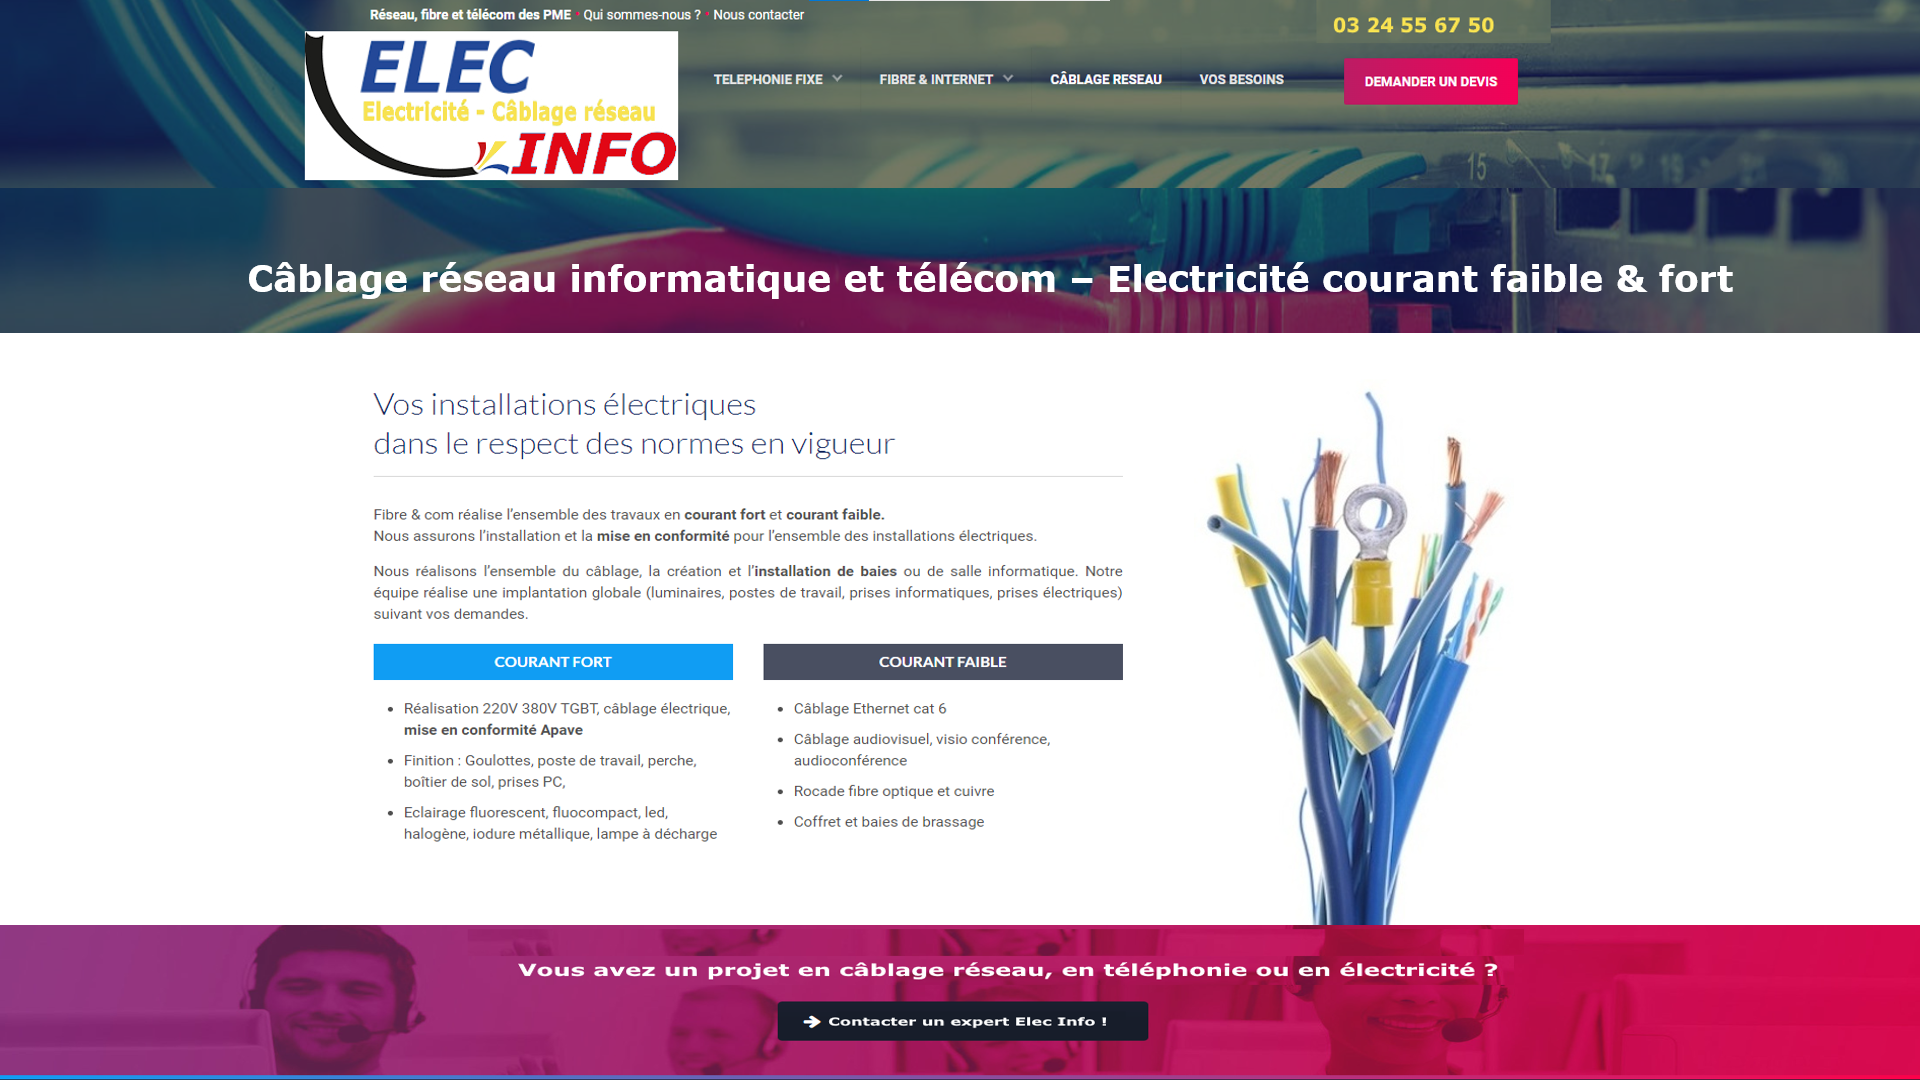 Réseau, fibre et télécom des PME • Qui sommes-nous ? • Nous contacter
03 24 55 67 50
ELEC
Electricité - Câblage réseau
INFO
TELEPHONIE FIXE
FIBRE & INTERNET
CÂBLAGE RESEAU
VOS BESOINS
DEMANDER UN DEVIS
15 17 19 21
Câblage réseau informatique et télécom – Electricité courant faible & fort
Vos installations électriques
dans le respect des normes en vigueur
Fibre & com réalise l’ensemble des travaux en courant fort et courant faible.
Nous assurons l’installation et la mise en conformité pour l’ensemble des installations électriques.
Nous réalisons l’ensemble du câblage, la création et l’installation de baies ou de salle informatique. Notre
équipe réalise une implantation globale (luminaires, postes de travail, prises informatiques, prises électriques)
suivant vos demandes.
COURANT FORT
Réalisation 220V 380V TGBT, câblage électrique,
mise en conformité Apave
Finition : Goulottes, poste de travail, perche,
boîtier de sol, prises PC,
Eclairage fluorescent, fluocompact, led,
halogène, iodure métallique, lampe à décharge
COURANT FAIBLE
Câblage Ethernet cat 6
Câblage audiovisuel, visio conférence,
audioconférence
Rocade fibre optique et cuivre
Coffret et baies de brassage
Vous avez un projet en câblage réseau, en téléphonie ou en électricité ?
Contacter un expert Elec Info !